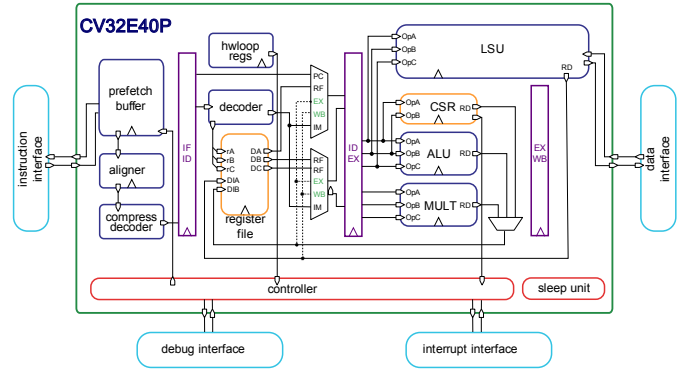 CV32E40P
instruction
interface
prefetch
buffer
aligner
compress
decoder
IF
ID
hwloop
regs
decoder
rA
rB
rC
DIA
DIB
DA
DB
DC
register
file
PC
RF
EX
WB
IM
RF
RF
EX
WB
IM
ID
EX
OpA
OpB
OpC
LSU
RD
OpA
OpB
CSR
RD
OpA
OpB
OpC
ALU
RD
OpA
OpB
OpC
MULT
EX
WB
data
interface
controller
sleep unit
debug interface
interrupt interface